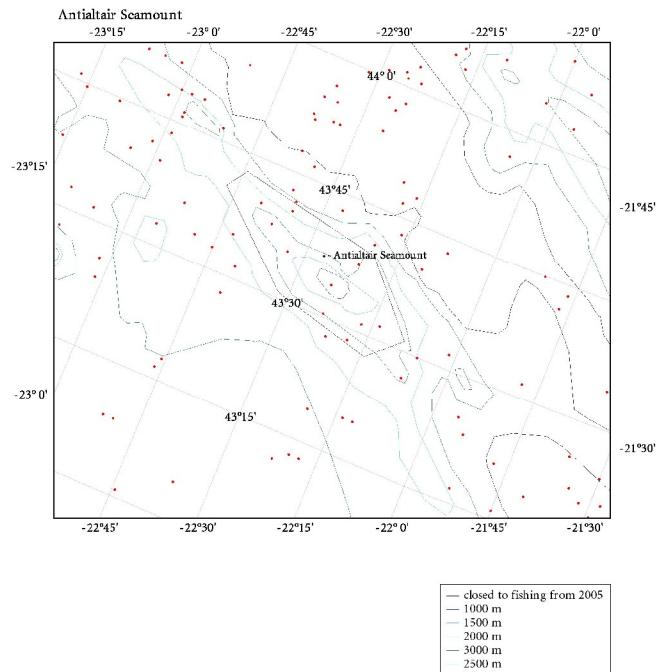 Antialtair Seamount
-23°15' -23° 0' -22°45' -22°30' -22°15' -22° 0'
44° 0'
-23°15'
43°45'
-21°45'
Antialtair Seamount
43°30'
-23° 0'
43°15'
-21°30'
-22°45' -22°30' -22°15' -22° 0' -21°45' -21°30'
closed to fishing from 2005
1000 m
1500 m
2000 m
3000 m
2500 m